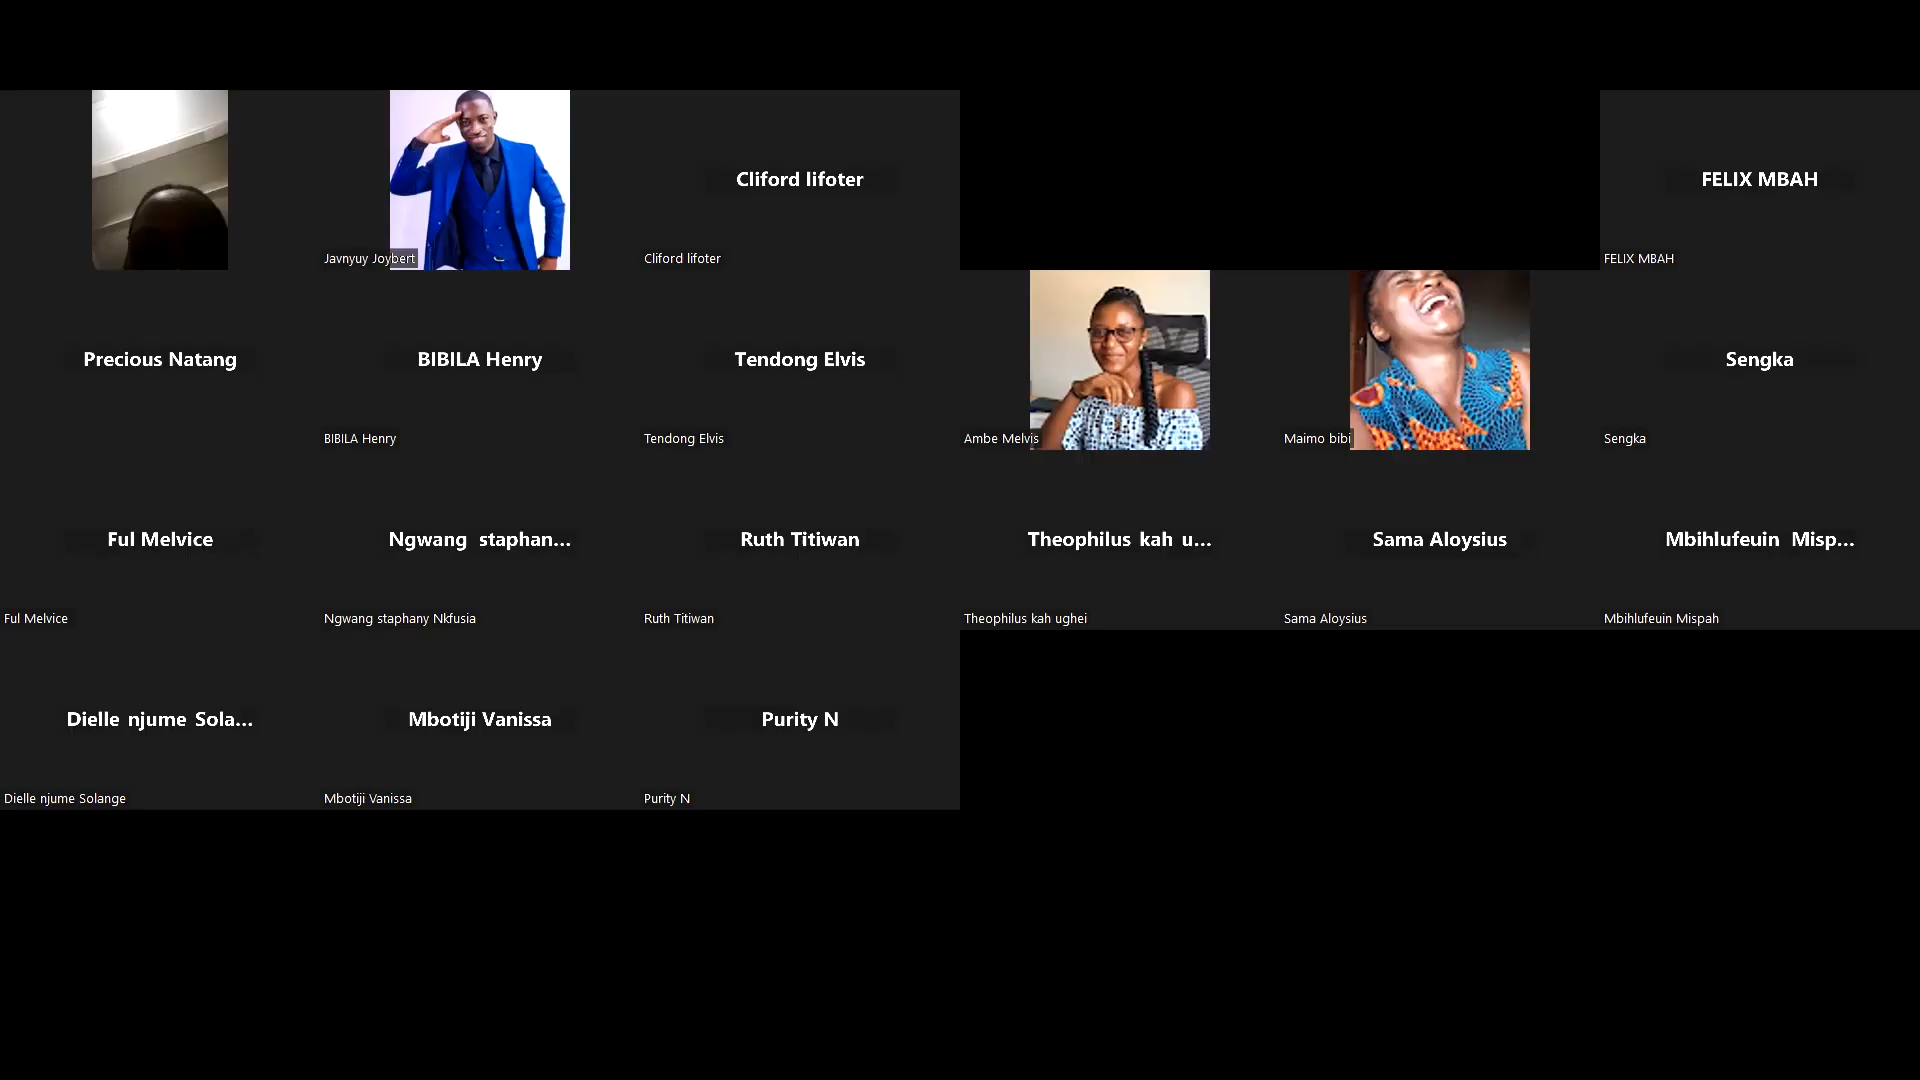 Cliford lifoter
FELIX MBAH
Javnyuy Joybert
Cliford lifoter
FELIX MBAH
Precious Natang
BIBILA Henry
Tendong Elvis
Sengka
BIBILA Henry
Tendong Elvis
Ambe Melvis
Maimo bibi
Sengka
Ful Melvice
Ngwang staphan...
Ruth Titiwan
Theophilus kah u...
Sama Aloysius
Mbihlufeuin Misp...
Ful Melvice
Ngwang staphany Nkfusia
Ruth Titiwan
Theophilus kah ughei
Sama Aloysius
Mbihlufeuin Mispah
Dielle njume Sola...
Mbotiji Vanissa
Purity N
Dielle njume Solange
Mbotiji Vanissa
Purity N